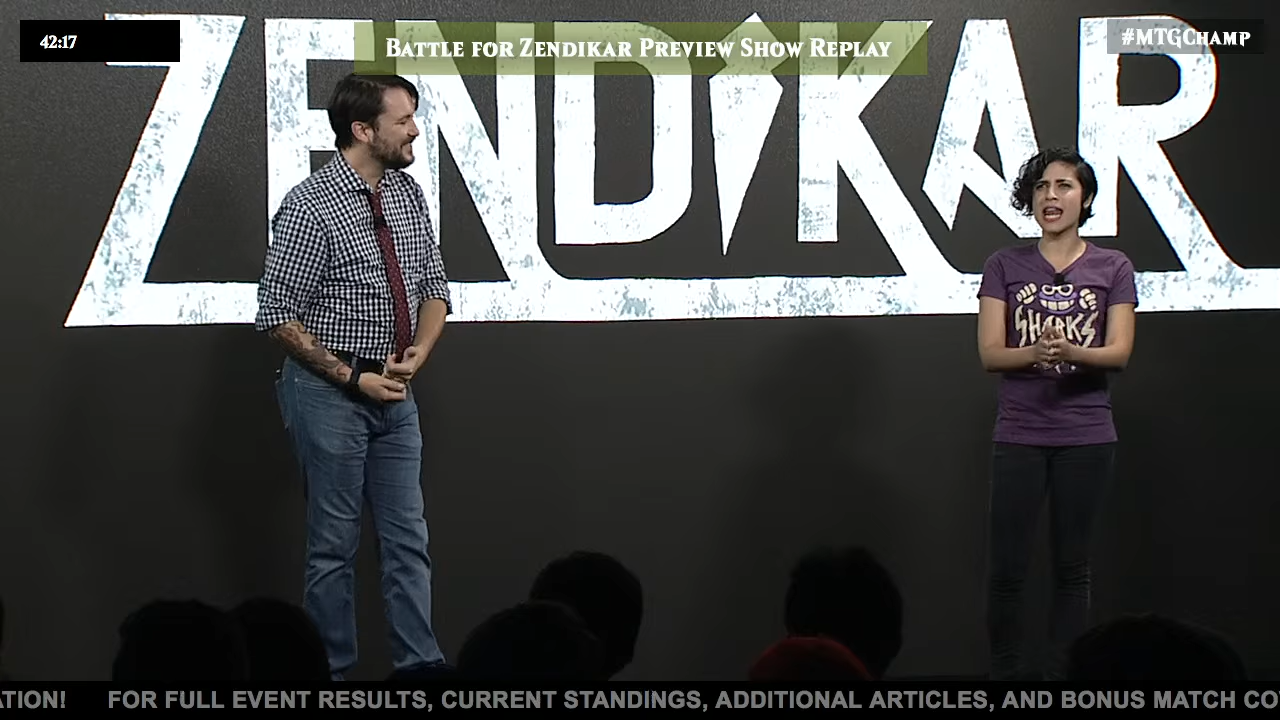 42:17
BATTLE FOR ZENDIKAR PREVIEW SHOW REPLAY
#MTGCHAMP
ZENDIKAR
SHARKS
ATION! FOR FULL EVENT RESULTS, CURRENT STANDINGS, ADDITIONAL ARTICLES, AND BONUS MATCH CO